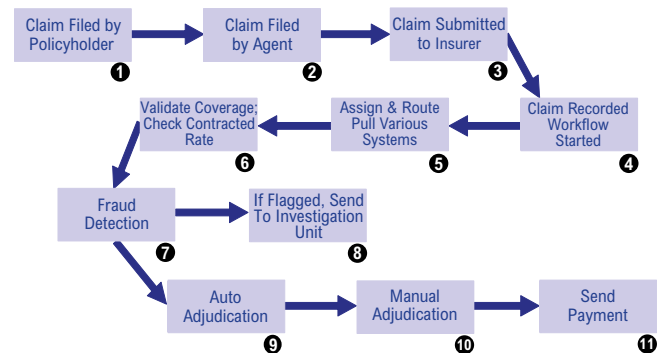 Claim Filed by
Policyholder
1
Claim Filed
by Agent
2
Claim Submitted
to Insurer
3
Claim Recorded
Workflow
Started
4
Assign & Route
Pull Various
Systems
5
Validate Coverage;
Check Contracted
Rate
6
Fraud
Detection
7
If Flagged, Send
To Investigation
Unit
8
Auto
Adjudication
9
Manual
Adjudication
10
Send
Payment
11